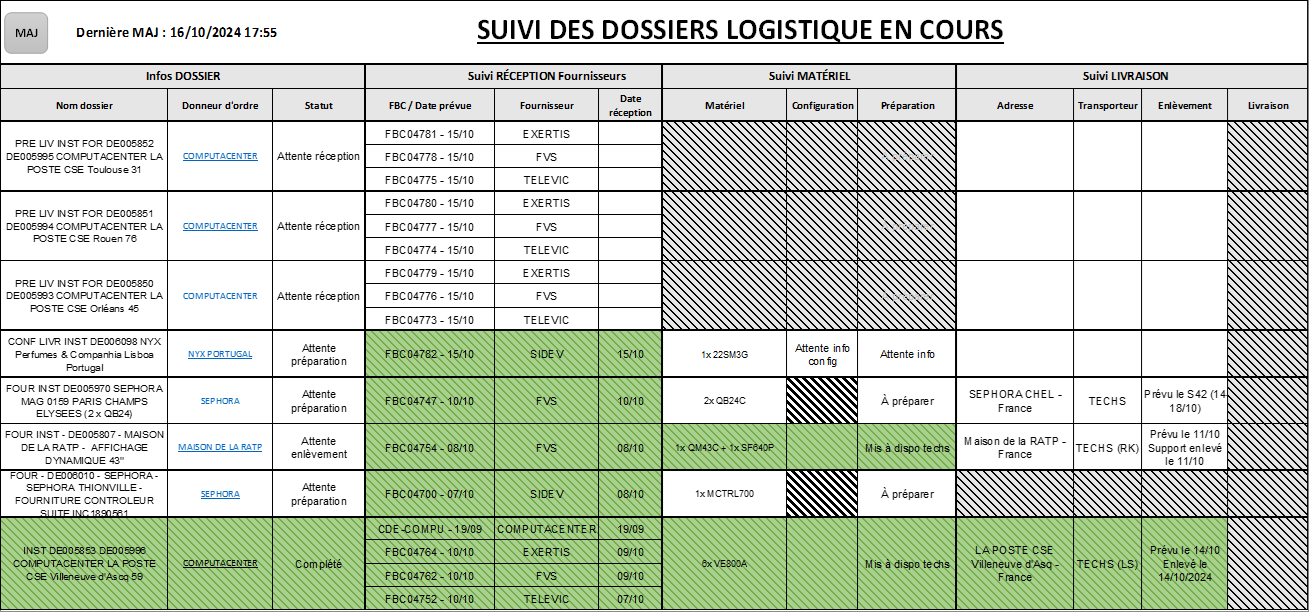 MAJ
Dernière MAJ : 16/10/2024 17:55
SUIVI DES DOSSIERS LOGISTIQUE EN COURS
Infos DOSSIER
Suivi RÉCEPTION Fournisseurs
Suivi MATÉRIEL
Suivi LIVRAISON
Nom dossier
Donneur d'ordre
Statut
FBC / Date prévue
Fournisseur
Date
réception
Matériel
Configuration
Préparation
Adresse
Transporteur
Enlèvement
Livraison
PRE LIV INST FOR DE005852
DE005995 COMPUTACENTER LA
POSTE CSE Toulouse 31
COMPUTACENTER
Attente réception
FBC04781 - 15/10
EXERTIS
FBC04778 - 15/10
FVS
FBC04775 - 15/10
TELEVIC
PRE LIV INST FOR DE005851
DE005994 COMPUTACENTER LA
POSTE CSE Rouen 76
COMPUTACENTER
Attente réception
FBC04780 - 15/10
EXERTIS
FBC04777 - 15/10
FVS
FBC04774 - 15/10
TELEVIC
PRE LIV INST FOR DE005850
DE005993 COMPUTACENTER LA
POSTE CSE Orléans 45
COMPUTACENTER
Attente réception
FBC04779 - 15/10
EXERTIS
FBC04776 - 15/10
FVS
FBC04773 - 15/10
TELEVIC
CONF LIVR INST DE006098 NYX
Perfumes & Companhia Lisboa
Portugal
NYX PORTUGAL
Attente
préparation
FBC04782 - 15/10
SIDEV
15/10
1x 22SM3G
Attente info
config
Attente info
FOUR INST DE005970 SEPHORA
MAG 0159 PARIS CHAMPS
ELYSEES (2 x QB24)
SEPHORA
Attente
préparation
FBC04747 - 10/10
FVS
10/10
2x QB24C
À préparer
SEPHORA CHEL -
France
TECHS
Prévu le S42 (14-
18/10)
FOUR INST - DE005807 - MAISON
DE LA RATP - AFFICHAGE
DYNAMIQUE 43"
MAISON DE LA RATP
Attente
enlèvement
FBC04754 - 08/10
FVS
08/10
1x QM43C + 1x SF640P
Mis à dispo techs
Maison de la RATP -
France
TECHS (RK)
Prévu le 11/10
Support enlevé
le 11/10
FOUR - DE006010 - SEPHORA -
SEPHORA THIONVILLE -
FOURNITURE CONTROLEUR
SUITE INC1890561
SEPHORA
Attente
préparation
FBC04700 - 07/10
SIDEV
08/10
1x MCTRL700
À préparer
INST DE005853 DE005996
COMPUTACENTER LA POSTE
CSE Villeneuve d'Ascq 59
COMPUTACENTER
Complété
CDE-COMPU - 19/09
COMPUTACENTER
19/09
FBC04764 - 10/10
EXERTIS
09/10
FBC04762 - 10/10
FVS
09/10
FBC04752 - 10/10
TELEVIC
07/10
6x VE800A
Mis à dispo techs
LA POSTE CSE
Villeneuve d'Asq -
France
TECHS (LS)
Prévu le 14/10
Enlevé le
14/10/2024